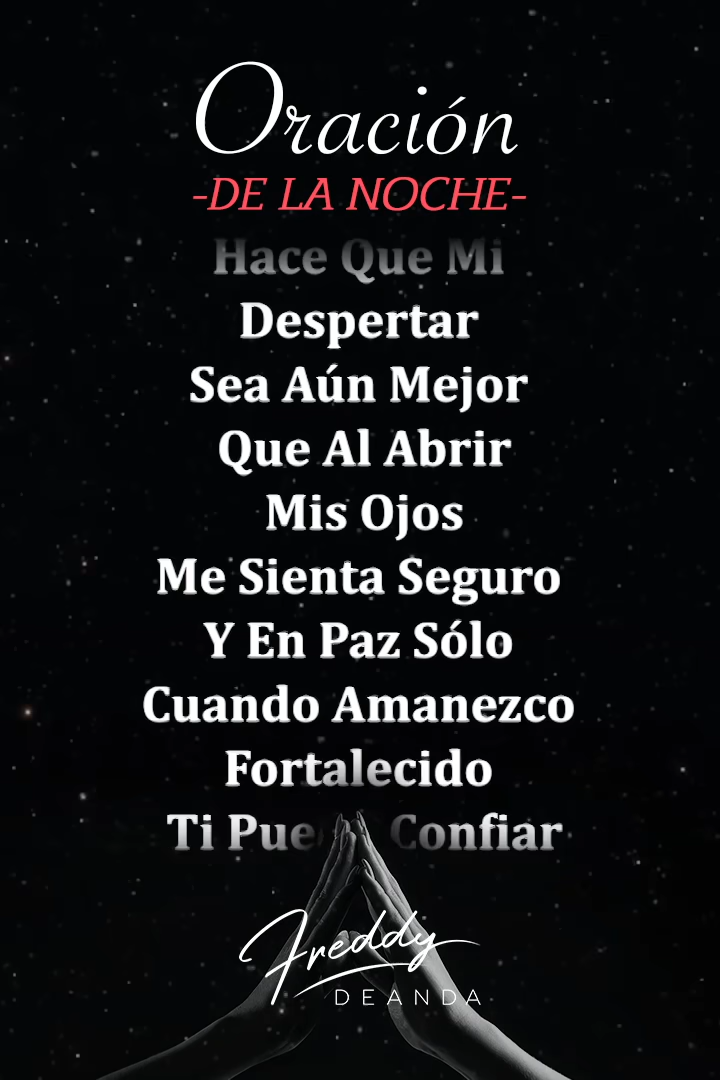 Oración
-DE LA NOCHE-
Hace Que Mi
Despertar
Sea Aún Mejor
Que Al Abrir
Mis Ojos
Me Sienta Seguro
Y En Paz Sólo
Cuando Amanezco
Fortalecido
Ti Confiar
Freddy
DEANDA